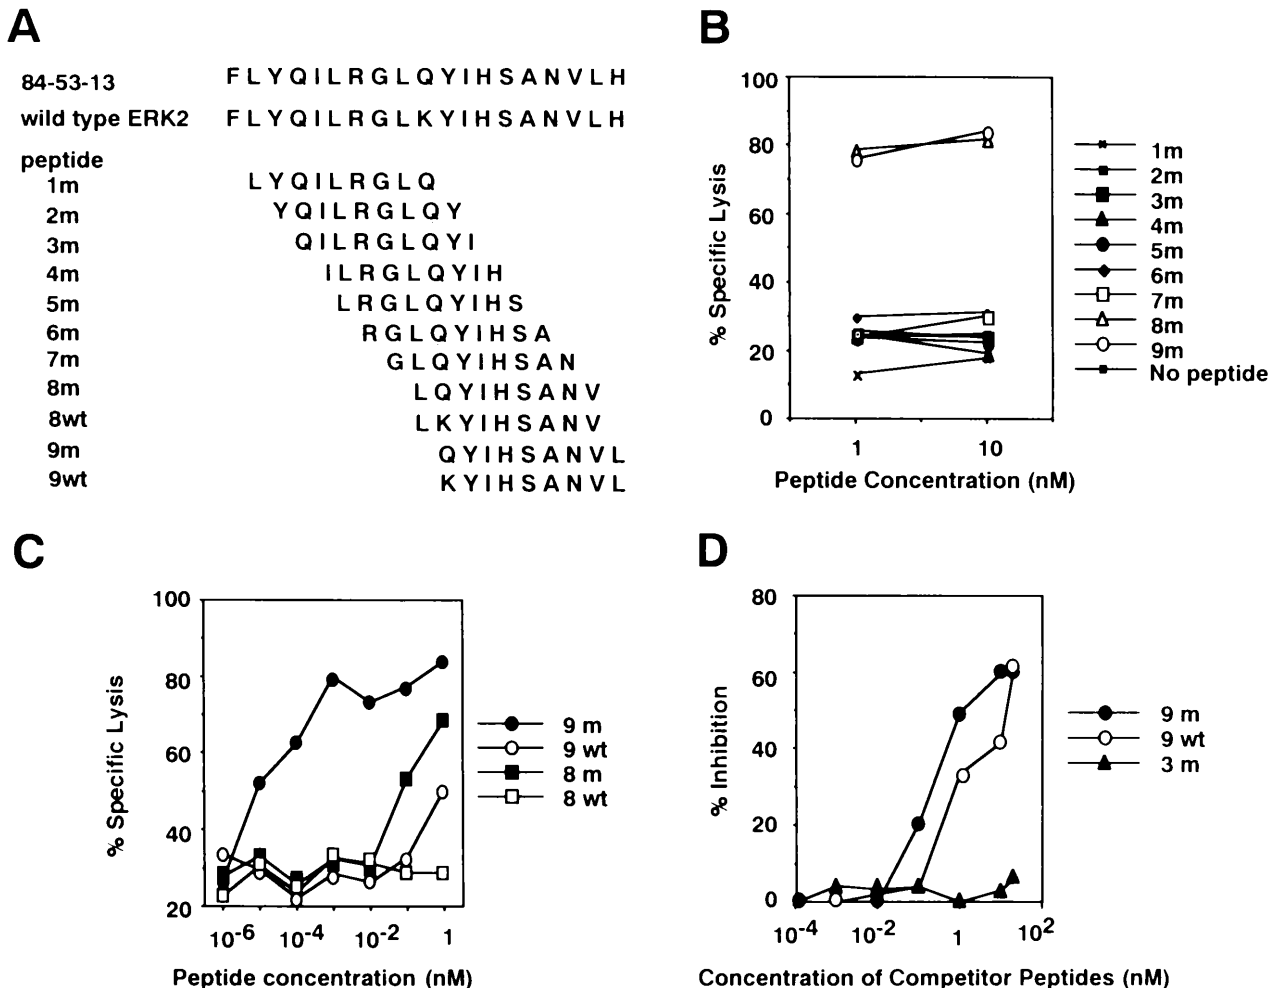 A
84-53-13 FLYQILRGLQYIHSANVLH
wild type ERK2 FLYQILRGLKYIHSANVLH
peptide
1m LYQILRGLQ
2m YQILRGLQY
3m QILRGLQYI
4m ILRGLQYIH
5m LRGLQYIHS
6m RGLQYIHSA
7m GLQYIHSAN
8m LQYIHSANV
8wt LKYIHSANV
9m QYIHSANVL
9wt KYIHSANVL
B
% Specific Lysis
100
80
60
40
20
0
1 10
Peptide Concentration (nM)
1m
2m
3m
4m
5m
6m
7m
8m
9m
No peptide
C
% Specific Lysis
100
80
60
40
20
10-6 10-4 10-2 1
Peptide concentration (nM)
9 m
9 wt
8 m
8 wt
D
% Inhibition
80
60
40
20
0
10-4 10-2 1 102
Concentration of Competitor Peptides (nM)
9 m
9 wt
3 m